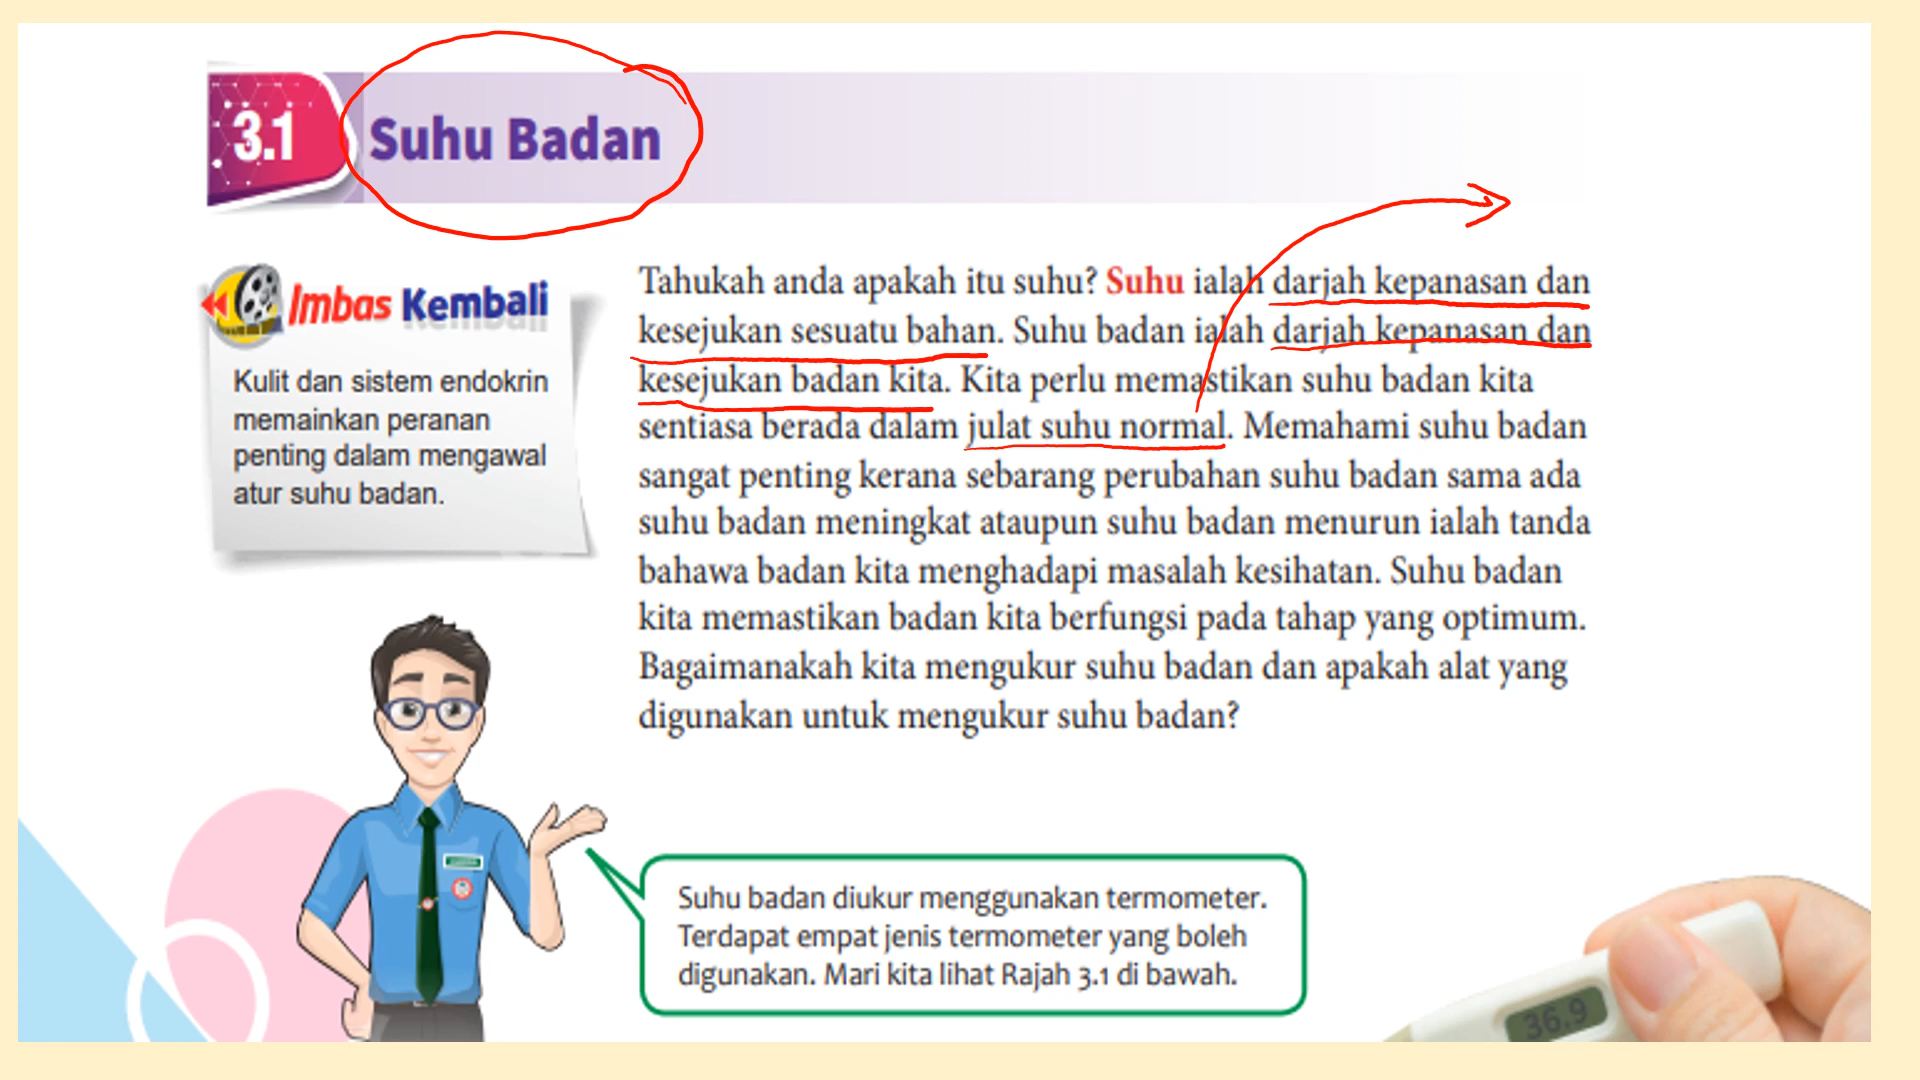 3.1
Suhu Badan
Imbas Kembali
Kulit dan sistem endokrin
memainkan peranan
penting dalam mengawal
atur suhu badan.
Tahukah anda apakah itu suhu? Suhu ialah darjah kepanasan dan
kesejukan sesuatu bahan. Suhu badan ialah darjah kepanasan dan
kesejukan badan kita. Kita perlu memastikan suhu badan kita
sentiasa berada dalam julat suhu normal. Memahami suhu badan
sangat penting kerana sebarang perubahan suhu badan sama ada
suhu badan meningkat ataupun suhu badan menurun ialah tanda
bahawa badan kita menghadapi masalah kesihatan. Suhu badan
kita memastikan badan kita berfungsi pada tahap yang optimum.
Bagaimanakah kita mengukur suhu badan dan apakah alat yang
digunakan untuk mengukur suhu badan?
Suhu badan diukur menggunakan termometer.
Terdapat empat jenis termometer yang boleh
digunakan. Mari kita lihat Rajah 3.1 di bawah.
36.9